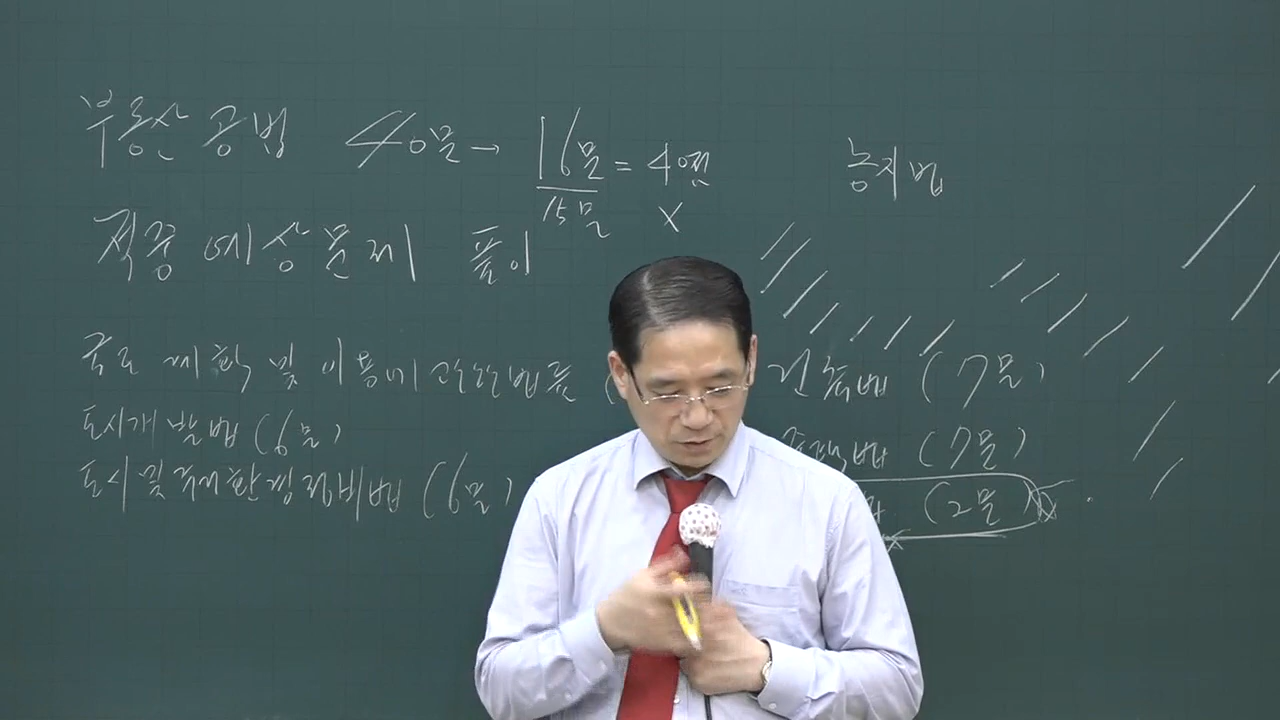 부동산 공법 40문 → 16문 = 40점
농지법
15문 X
적중 예상문제 풀이
국토계획 및 이용에 관한 법률 (
건축법 (7문)
도시개발법 (6문)
주택법 (7문)
도시 및 주거환경정비법 (6문)
법 (2문)